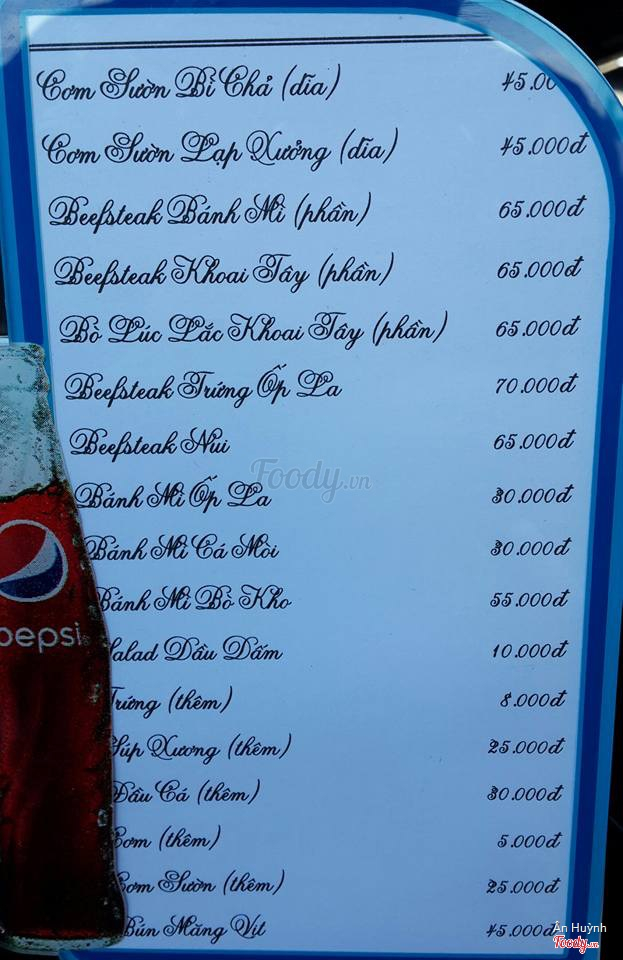 Cơm Sườn Bì Chả (dĩa) 45.00
Cơm Sườn Lạp Xưởng (dĩa) 45.000đ
Beefsteak Bánh Mì (phần) 65.000đ
Beefsteak Khoai Tây (phần) 65.000đ
Bò Lúc Lắc Khoai Tây (phần) 65.000đ
Beefsteak Trứng Ốp La 70.000đ
Beefsteak Nui 65.000đ
Foody.vn
Bánh Mì Ốp La 30.000đ
Bánh Mì Cá Mòi 30.000đ
Bánh Mì Bò Kho 55.000đ
pepsi
Salad Dầu Dấm 10.000đ
Trứng (thêm) 8.000đ
Súp Xương (thêm) 25.000đ
Đầu Cá (thêm) 30.000đ
Cơm (thêm) 5.000đ
Cơm Sườn (thêm) 25.000đ
Bún Măng Vịt 45.000đ
Ân Huỳnh
Foody.vn